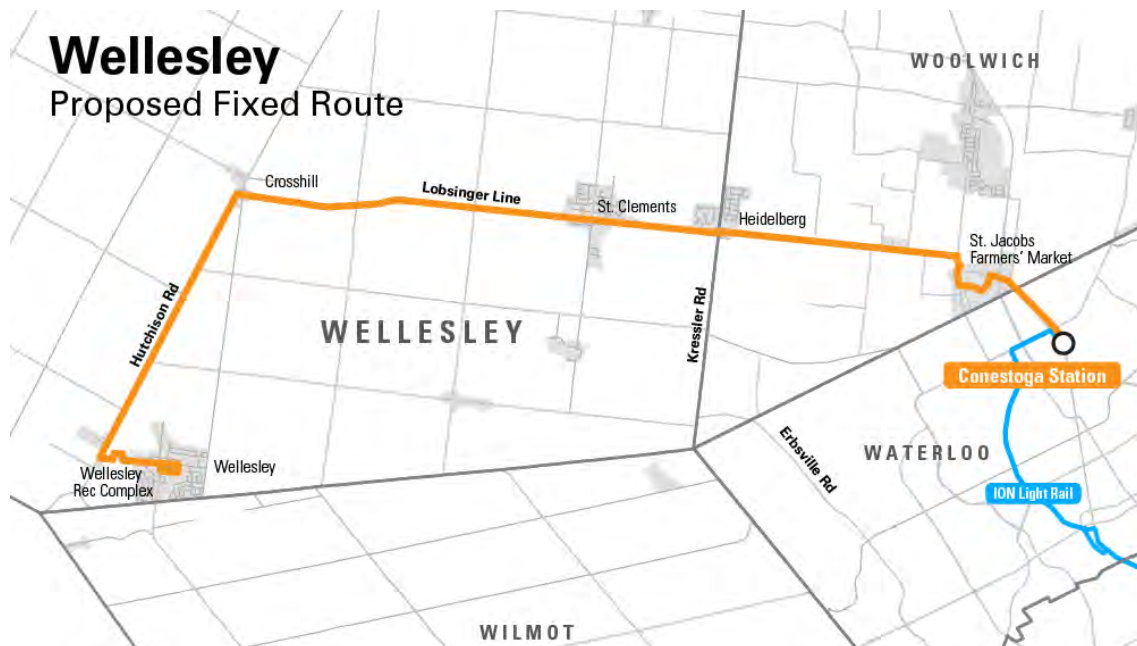 Wellesley
Proposed Fixed Route
WOOLWICH
Crosshill
Lobsinger Line
St. Clements
Heidelberg
St. Jacobs
Farmers' Market
Hutchison Rd
WELLESLEY
Kressler Rd
Conestoga Station
Erbsville Rd
WATERLOO
Wellesley
Rec Complex
Wellesley
ION Light Rail
WILMOT